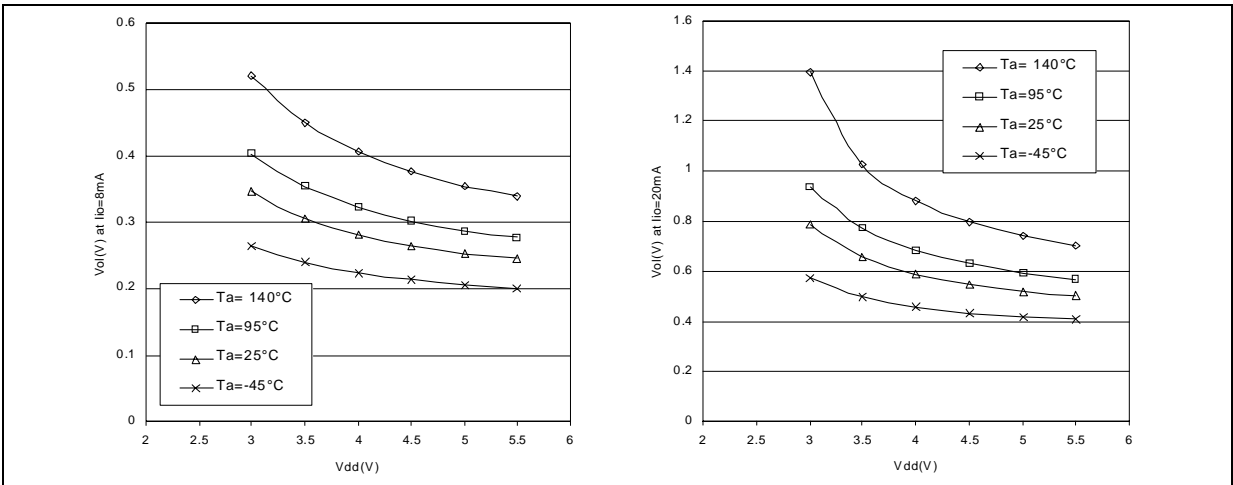 Vol(V) at Iio=8mA
0.6
0.5
0.4
0.3
0.2
0.1
0
2
2.5
3
3.5
4
4.5
5
5.5
6
Vdd(V)
Ta= 140°C
Ta=95°C
Ta=25°C
Ta=-45°C
Vol(V) at Iio=20mA
1.6
1.4
1.2
1
0.8
0.6
0.4
0.2
0
2
2.5
3
3.5
4
4.5
5
5.5
6
Vdd(V)
Ta= 140°C
Ta=95°C
Ta=25°C
Ta=-45°C